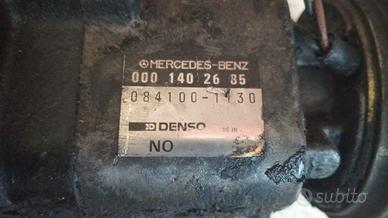 MERCEDES-BENZ
000 140 26 85
084100-1130
DENSO
NO
subito